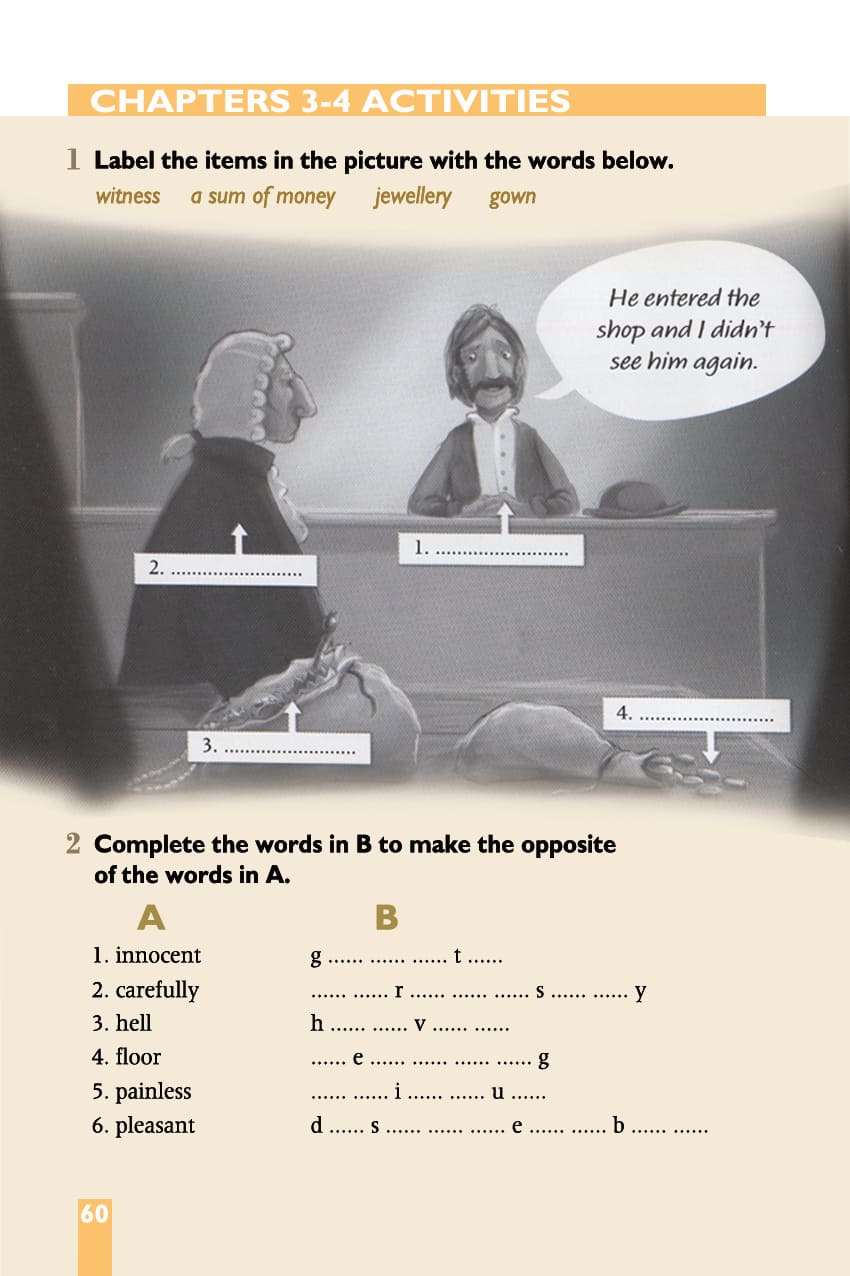 CHAPTERS 3-4 ACTIVITIES
1 Label the items in the picture with the words below.
witness a sum of money jewellery gown
He entered the
shop and I didn't
see him again.
1. .........................
2. .........................
3. .........................
4. .........................
2 Complete the words in B to make the opposite
of the words in A.
A B
1. innocent g ...... ...... ...... t ......
2. carefully ...... ...... r ...... ...... ...... s ...... ...... y
3. hell h ...... ...... v ...... ......
4. floor ...... e ...... ...... ...... ...... g
5. painless ...... ...... i ...... ...... u ......
6. pleasant d ...... s ...... ...... ...... e ...... ...... b ...... ......
60